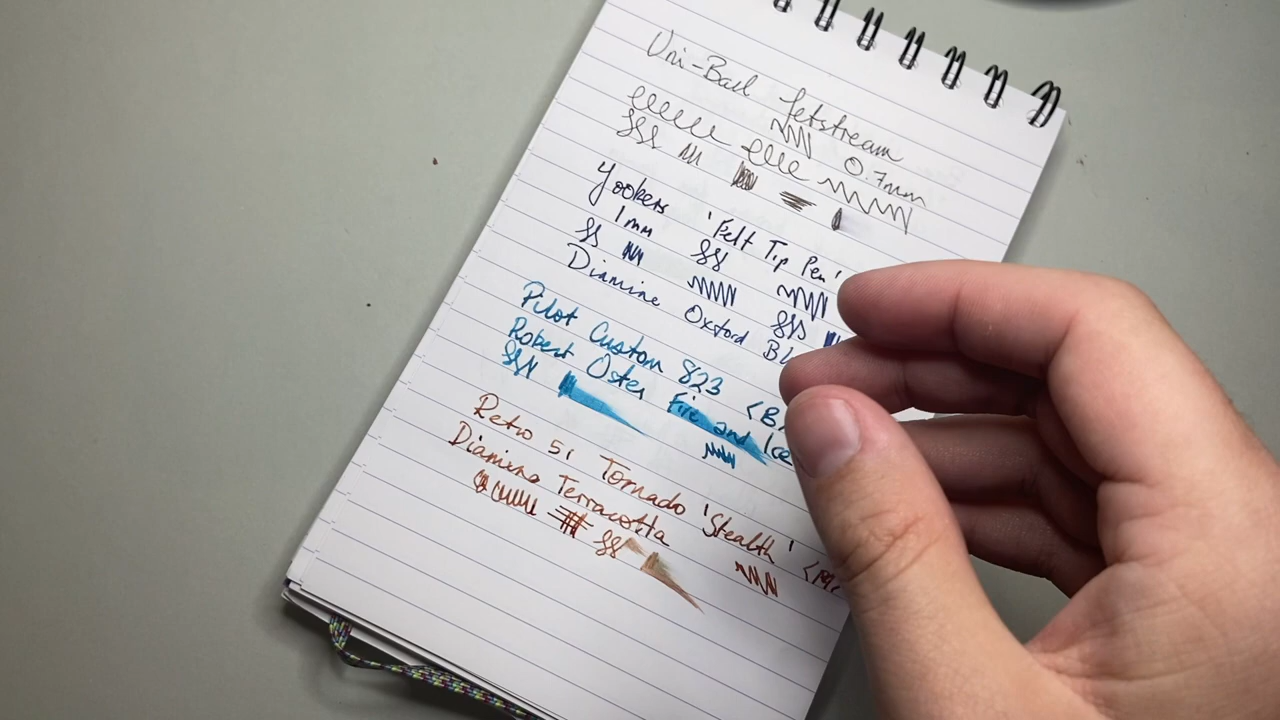 Uni-Ball Jetstream
0.7mm
Yookers 'Felt Tip Pen'
1mm
Diamine Oxford
Pilot Custom 823
Robert Oster Fire and Ice
Retro 51 Tornado 'Stealth'
Diamine Terracotta